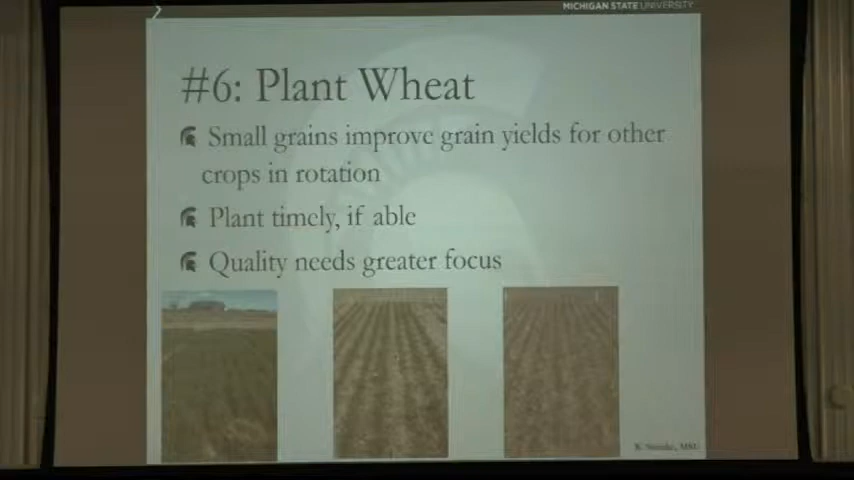 MICHIGAN STATE UNIVERSITY
#6: Plant Wheat
Small grains improve grain yields for other
crops in rotation
Plant timely, if able
Quality needs greater focus
MSU